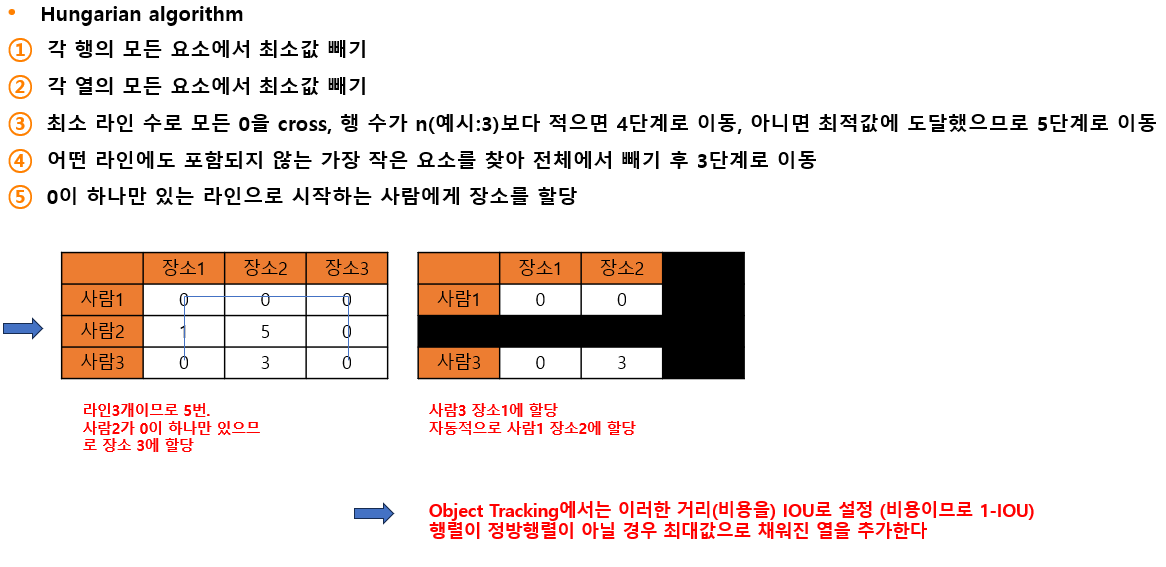 • Hungarian algorithm
① 각 행의 모든 요소에서 최소값 빼기
② 각 열의 모든 요소에서 최소값 빼기
③ 최소 라인 수로 모든 0을 cross, 행 수가 n(예시:3)보다 적으면 4단계로 이동, 아니면 최적값에 도달했으므로 5단계로 이동
④ 어떤 라인에도 포함되지 않는 가장 작은 요소를 찾아 전체에서 빼기 후 3단계로 이동
⑤ 0이 하나만 있는 라인으로 시작하는 사람에게 장소를 할당
장소1 장소2 장소3
사람1 0 0 0
사람2 1 5 0
사람3 0 3 0
라인3개이므로 5번.
사람2가 0이 하나만 있으므
로 장소 3에 할당
장소1 장소2
사람1 0 0
사람3 0 3
사람3 장소1에 할당
자동적으로 사람1 장소2에 할당
Object Tracking에서는 이러한 거리(비용을) IOU로 설정 (비용이므로 1-IOU)
행렬이 정방행렬이 아닐 경우 최대값으로 채워진 열을 추가한다